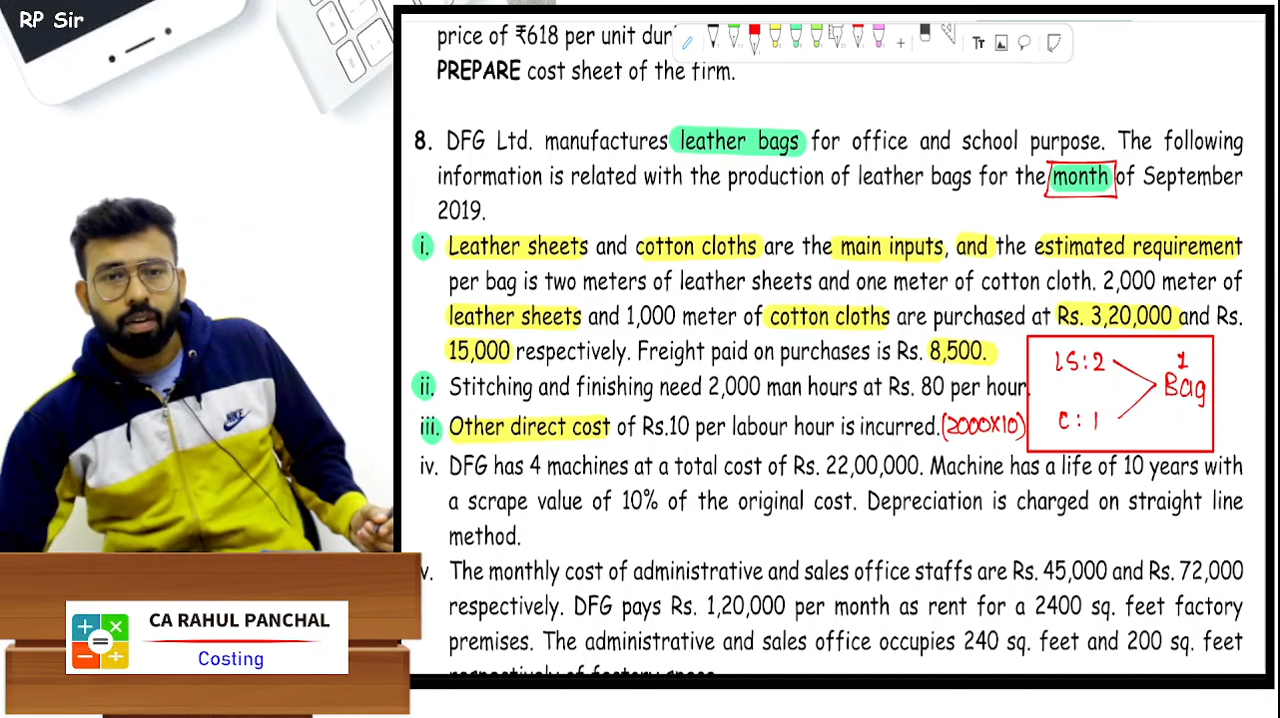 RP Sir
price of ₹618 per unit duri
PREPARE cost sheet of the firm.
8. DFG Ltd. manufactures leather bags for office and school purpose. The following
information is related with the production of leather bags for the month of September
2019.
i. Leather sheets and cotton cloths are the main inputs, and the estimated requirement
per bag is two meters of leather sheets and one meter of cotton cloth. 2,000 meter of
leather sheets and 1,000 meter of cotton cloths are purchased at Rs. 3,20,000 and Rs.
15,000 respectively. Freight paid on purchases is Rs. 8,500.
ii. Stitching and finishing need 2,000 man hours at Rs. 80 per hour.
iii. Other direct cost of Rs.10 per labour hour is incurred. (2000x10)
LS:2
C:1
1
Bag
iv. DFG has 4 machines at a total cost of Rs. 22,00,000. Machine has a life of 10 years with
a scrape value of 10% of the original cost. Depreciation is charged on straight line
method.
v. The monthly cost of administrative and sales office staffs are Rs. 45,000 and Rs. 72,000
respectively. DFG pays Rs. 1,20,000 per month as rent for a 2400 sq. feet factory
premises. The administrative and sales office occupies 240 sq. feet and 200 sq. feet
respectively of factory space.
Tr
NIKE
CA RAHUL PANCHAL
Costing